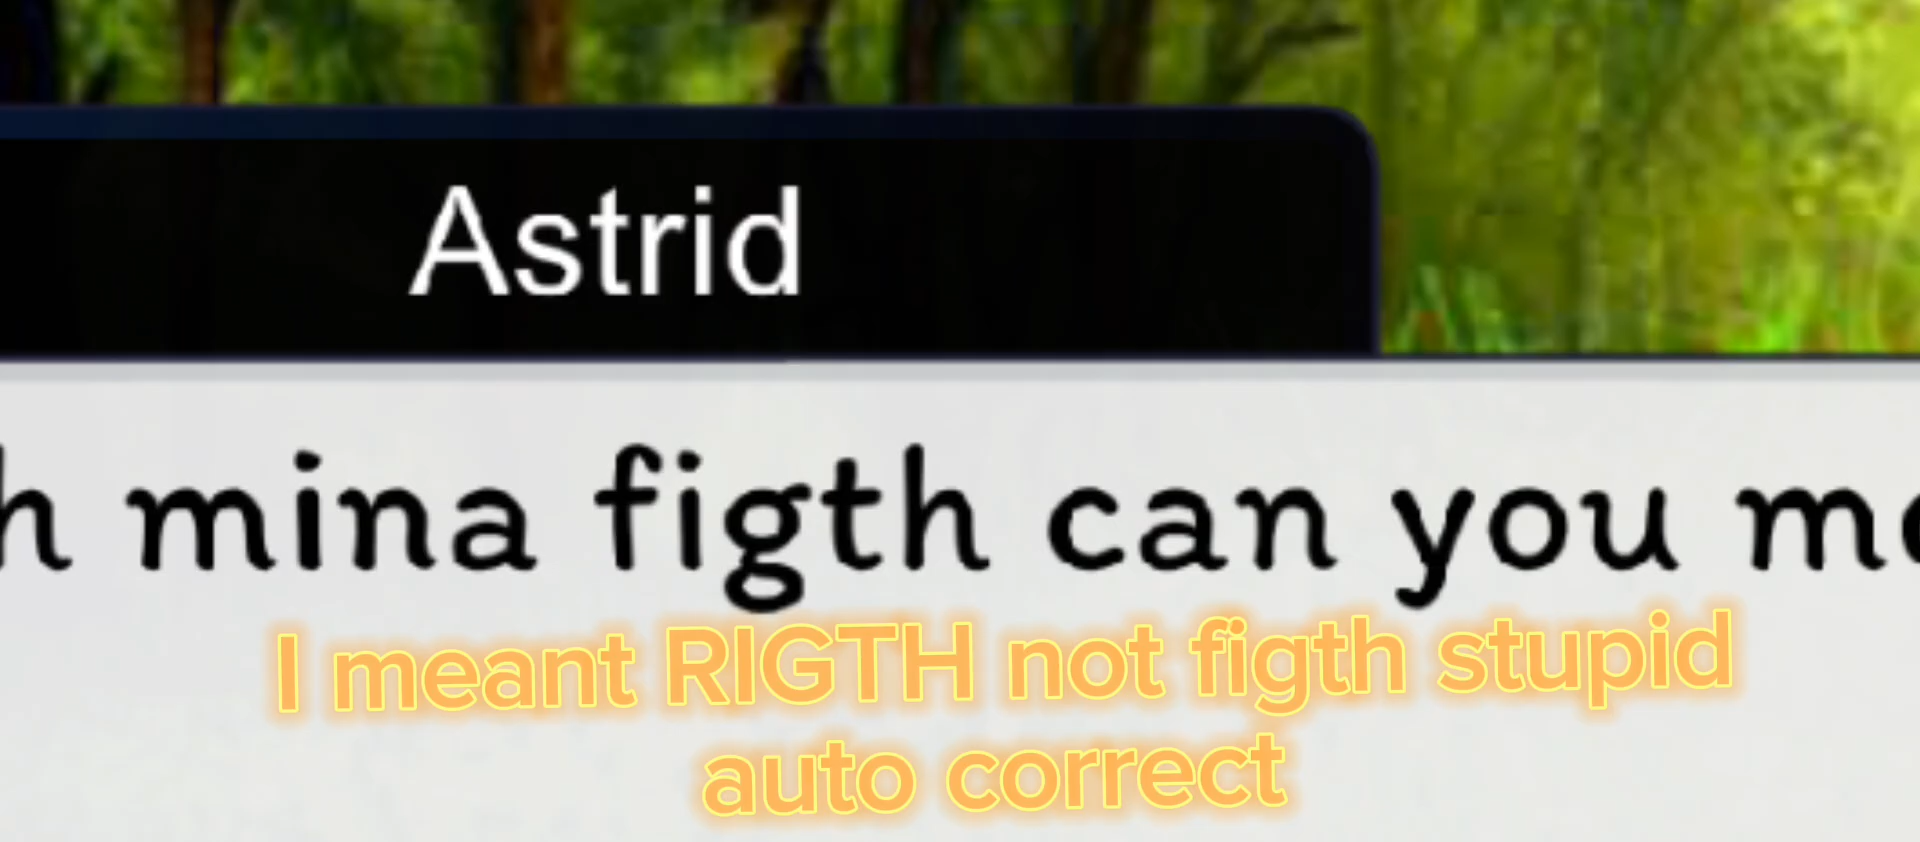 Astrid
mina figth can you
I meant RIGTH not figth stupid
auto correct